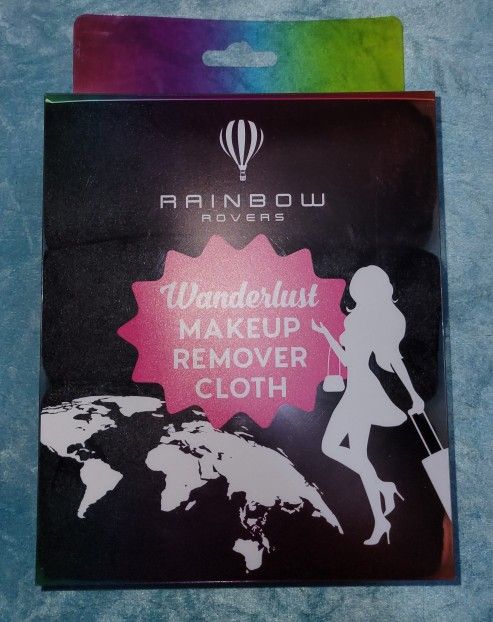 RAINBOW
ROVERS
Wanderlust
MAKEUP
REMOVER
CLOTH